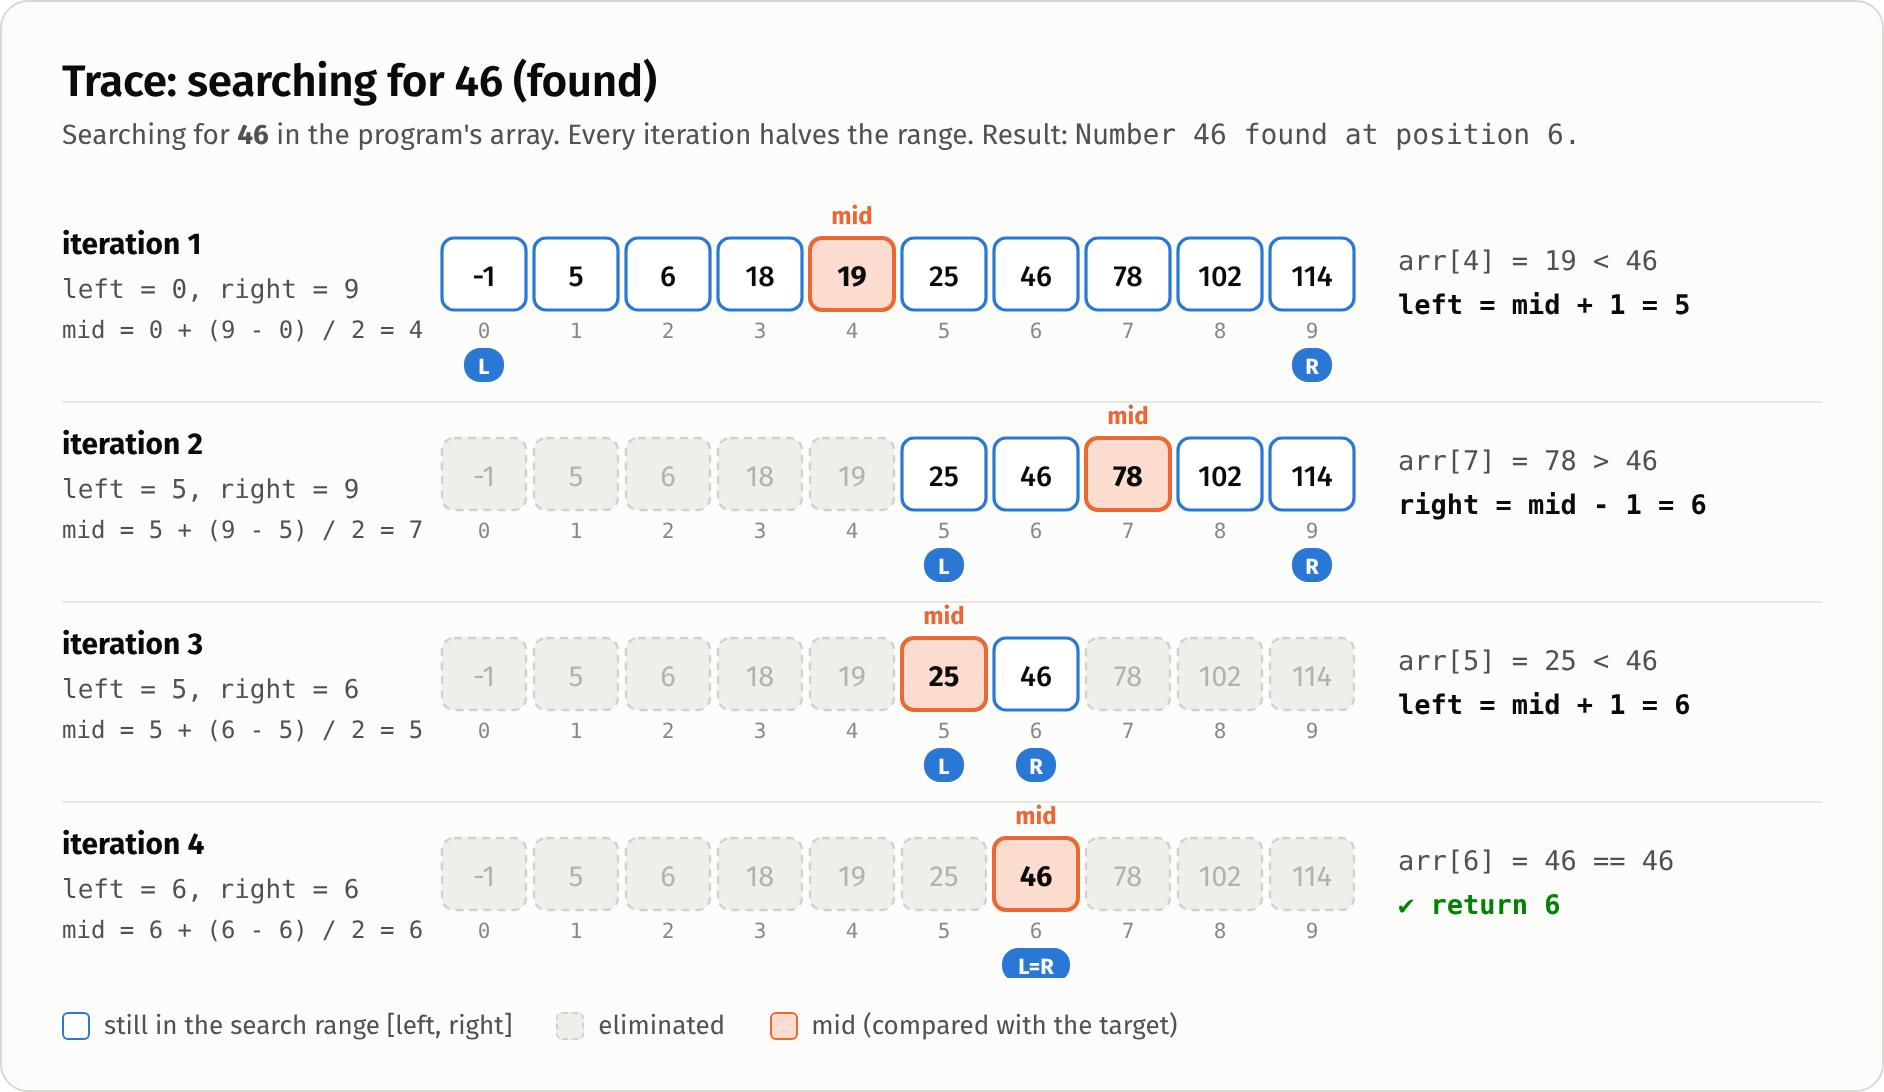 Trace: searching for 46 (found)
Searching for 46 in the program's array. Every iteration halves the range. Result: Number 46 found at position 6.
mid
iteration 1
left = 0, right = 9
mid = 0 + (9 - 0) / 2 = 4
-1 5 6 18 19 25 46 78 102 114
0 1 2 3 4 5 6 7 8 9
L R
arr[4] = 19 < 46
left = mid + 1 = 5
mid
iteration 2
left = 5, right = 9
mid = 5 + (9 - 5) / 2 = 7
-1 5 6 18 19 25 46 78 102 114
0 1 2 3 4 5 6 7 8 9
L R
arr[7] = 78 > 46
right = mid - 1 = 6
mid
iteration 3
left = 5, right = 6
mid = 5 + (6 - 5) / 2 = 5
-1 5 6 18 19 25 46 78 102 114
0 1 2 3 4 5 6 7 8 9
L R
arr[5] = 25 < 46
left = mid + 1 = 6
mid
iteration 4
left = 6, right = 6
mid = 6 + (6 - 6) / 2 = 6
-1 5 6 18 19 25 46 78 102 114
0 1 2 3 4 5 6 7 8 9
L=R
arr[6] = 46 == 46
✔ return 6
still in the search range [left, right] eliminated mid (compared with the target)